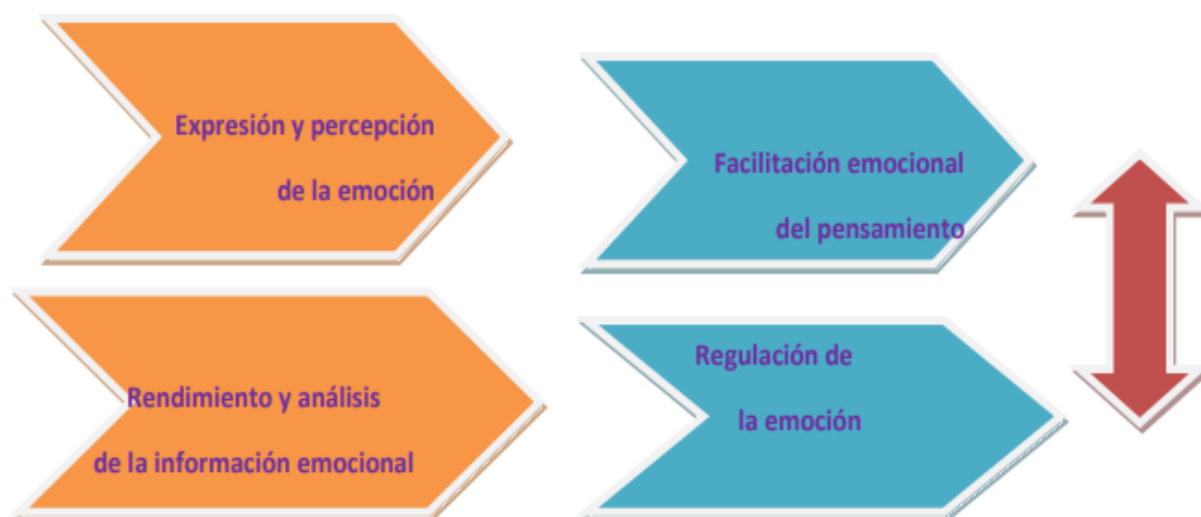 Expresión y percepción
de la emoción
Facilitación emocional
del pensamiento
Rendimiento y análisis
de la información emocional
Regulación de
la emoción